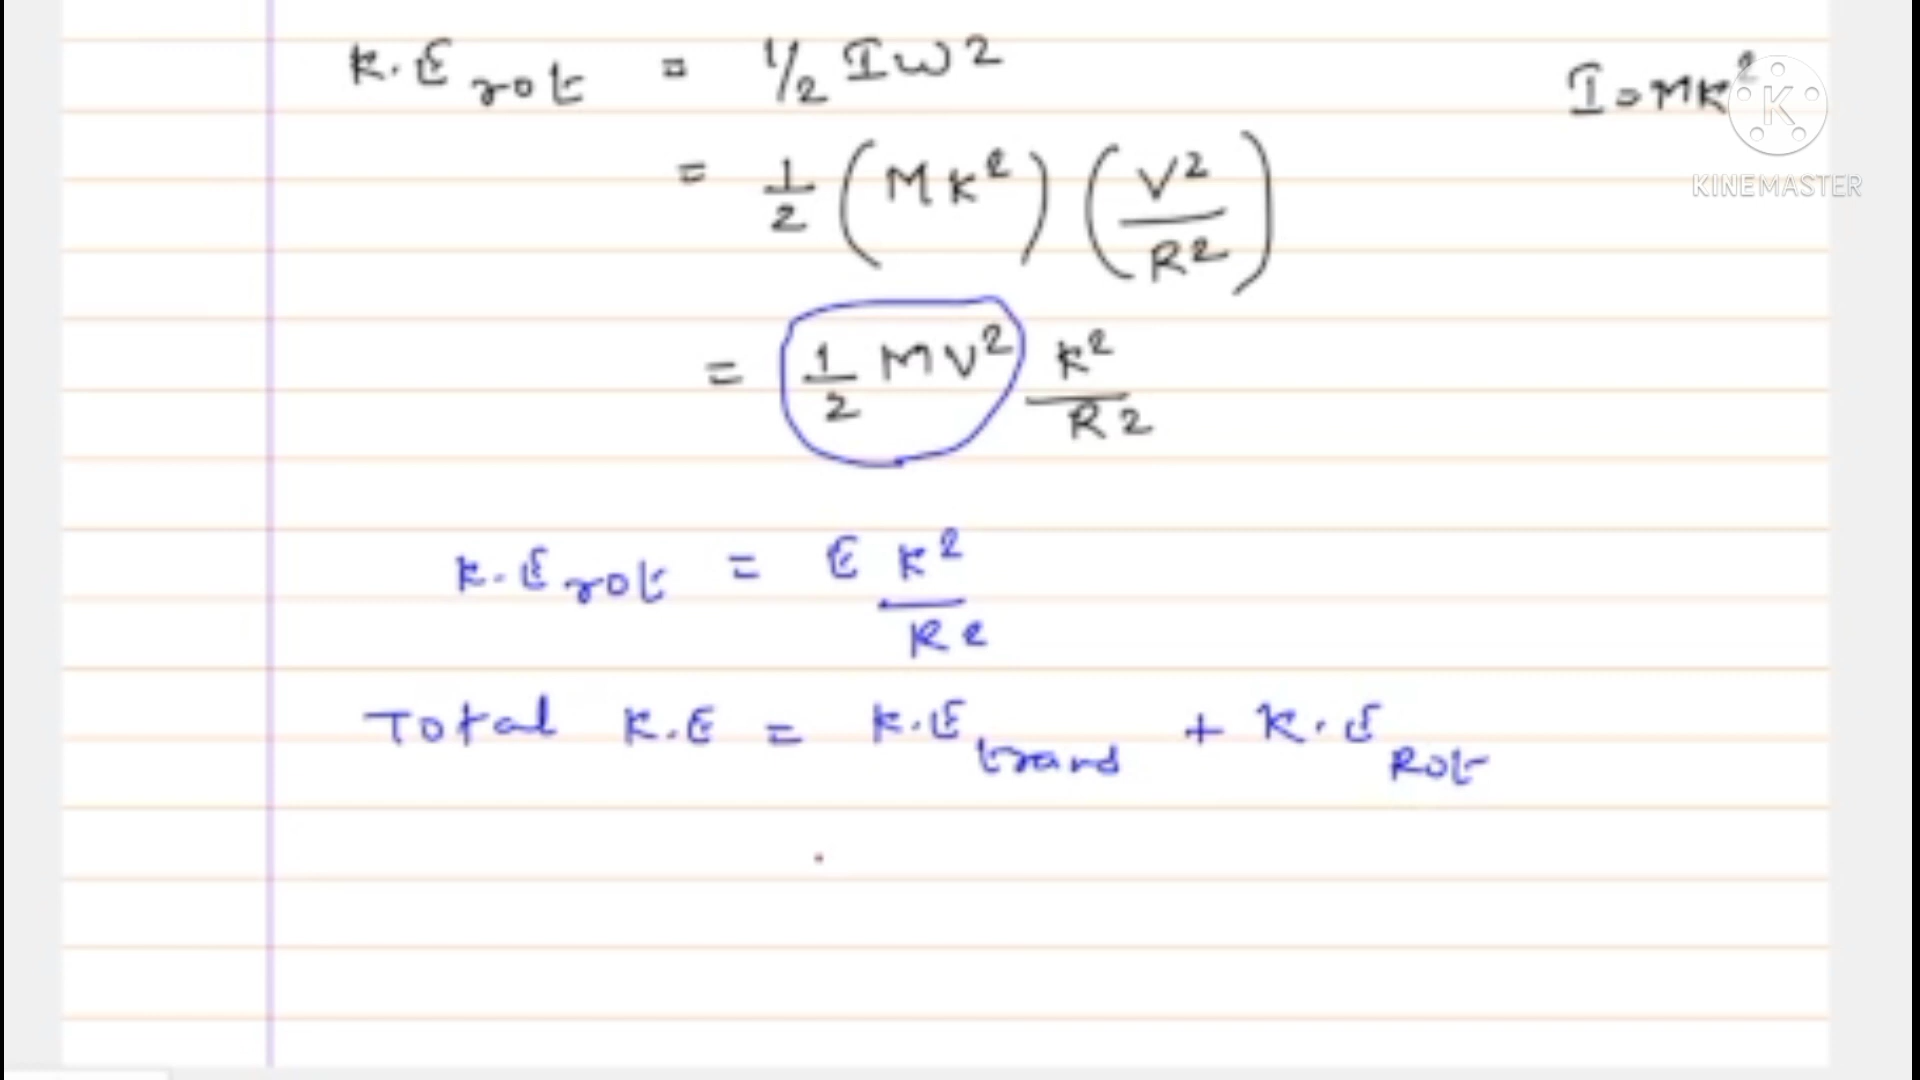 K.E rot = 1/2 Iω² I = MK²
= 1/2 (MK²) (V²/R²)
= 1/2 MV² K²/R²
K.E rot = E K²/R²
Total K.E = K.E trans + K.E Rot
K
KINEMASTER